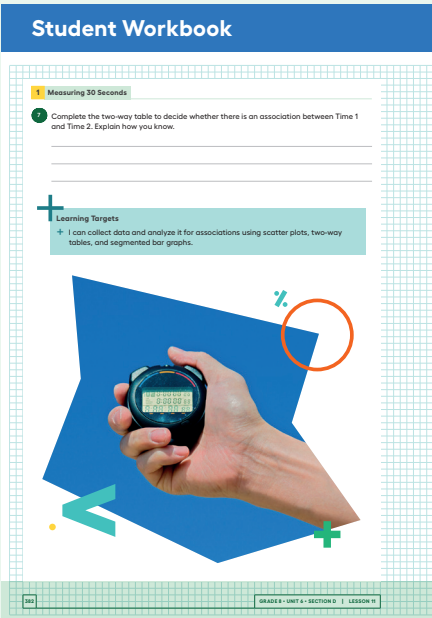 Student Workbook
1 Measuring 30 Seconds
7 Complete the two-way table to decide whether there is an association between Time 1
and Time 2. Explain how you know.
Learning Targets
+ I can collect data and analyze it for associations using scatter plots, two-way
tables, and segmented bar graphs.
%
<
+
382
GRADE 8 • UNIT 6 • SECTION D | LESSON 11